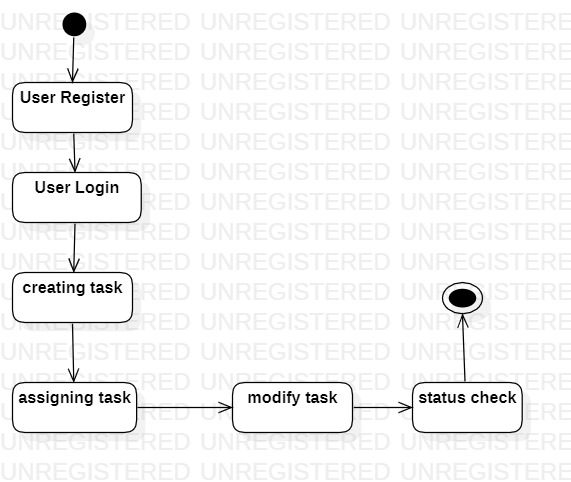 UNREGISTERED UNREGISTERED UNREGISTERED
User Register
User Login
creating task
assigning task
modify task
status check